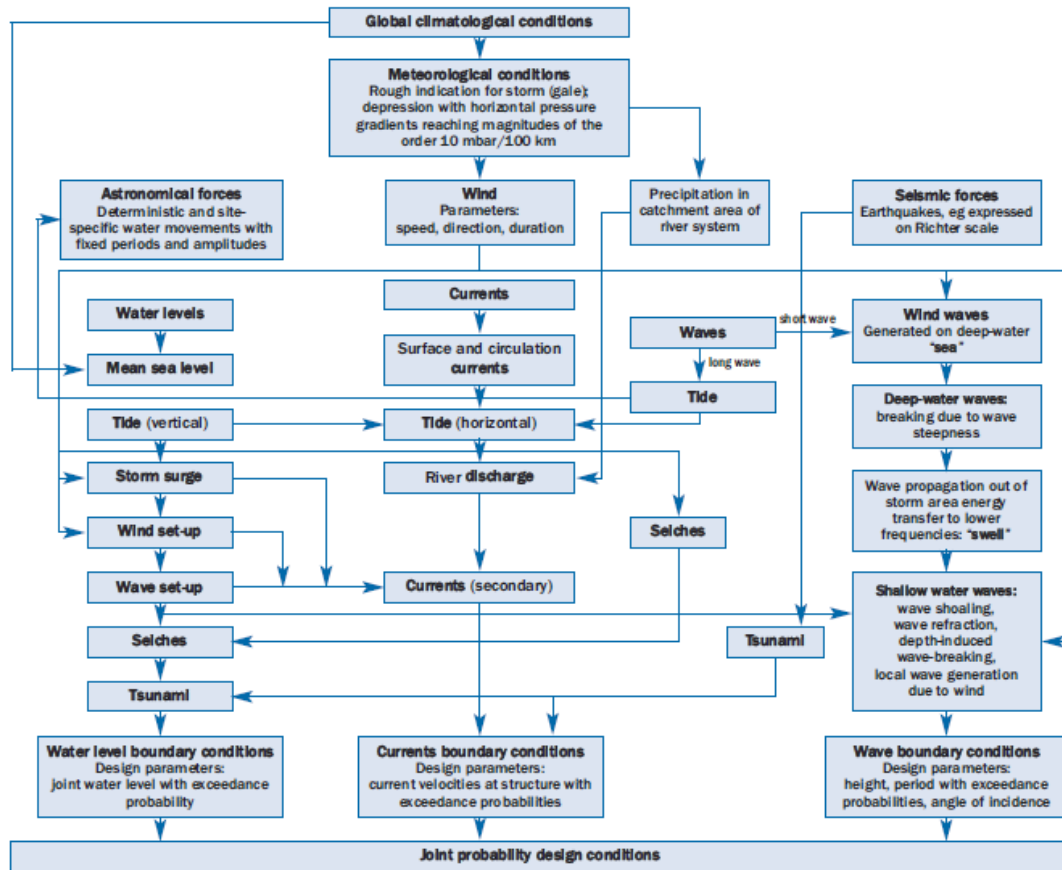 Global climatological conditions
Meteorological conditions
Rough indication for storm (gale);
depression with horizontal pressure
gradients reaching magnitudes of the
order 10 mbar/100 km
Astronomical forces
Deterministic and site-
specific water movements with
fixed periods and amplitudes
Wind
Parameters:
speed, direction, duration
Precipitation in
catchment area of
river system
Seismic forces
Earthquakes, eg expressed
on Richter scale
Currents
Water levels
Waves
short wave
Wind waves
Generated on deep-water
"sea"
Surface and circulation
currents
long wave
Mean sea level
Tide
Deep-water waves:
breaking due to wave
steepness
Tide (vertical)
Tide (horizontal)
Storm surge
River discharge
Wave propagation out of
storm area energy
transfer to lower
frequencies: "swell"
Wind set-up
Seiches
Wave set-up
Currents (secondary)
Shallow water waves:
wave shoaling,
wave refraction,
depth-induced
wave-breaking,
local wave generation
due to wind
Seiches
Tsunami
Tsunami
Water level boundary conditions
Design parameters:
joint water level with exceedance
probability
Currents boundary conditions
Design parameters:
current velocities at structure with
exceedance probabilities
Wave boundary conditions
Design parameters:
height, period with exceedance
probabilities, angle of incidence
Joint probability design conditions